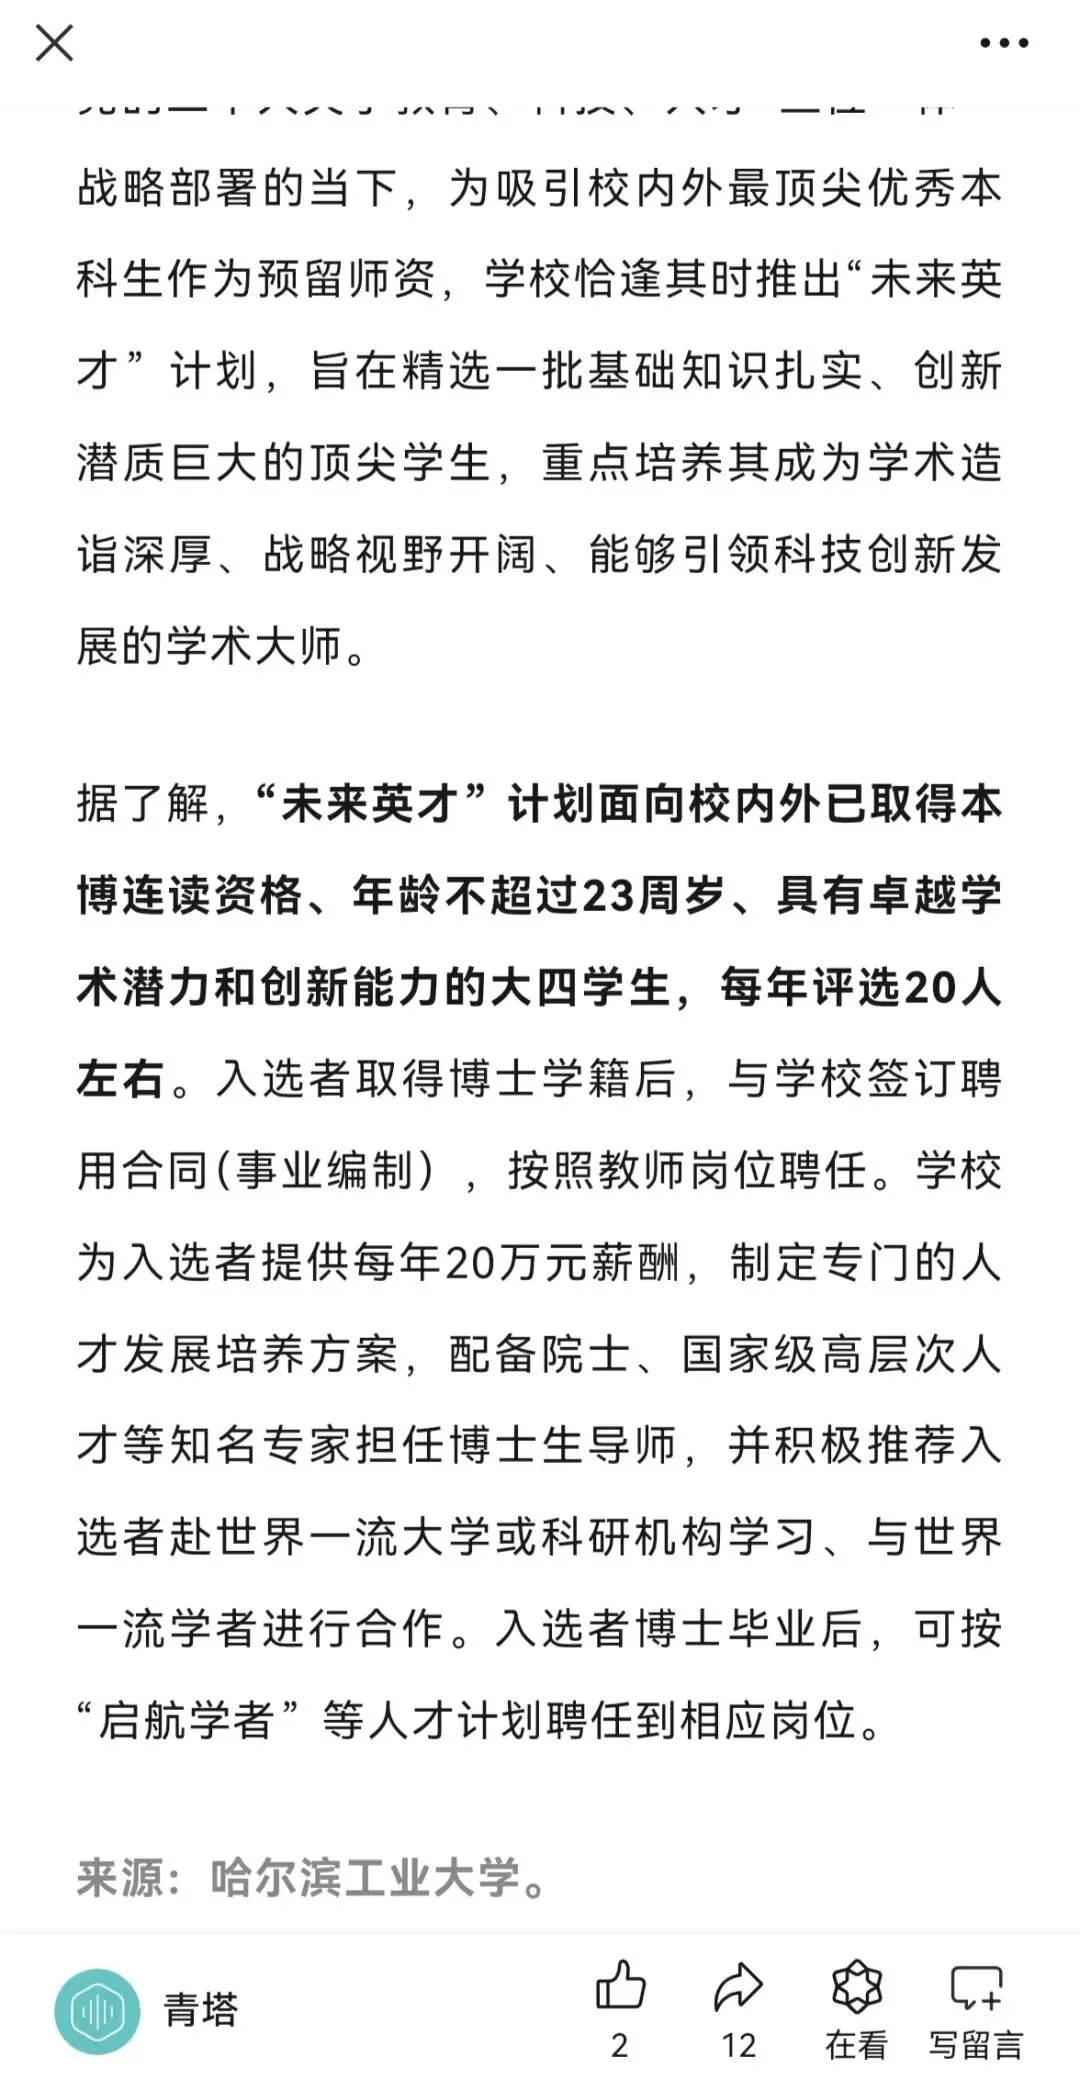 战略部署的当下，为吸引校内外最顶尖优秀本
科生作为预留师资，学校恰逢其时推出“未来英
才”计划，旨在精选一批基础知识扎实、创新
潜质巨大的顶尖学生，重点培养其成为学术造
诣深厚、战略视野开阔、能够引领科技创新发
展的学术大师。
据了解，“未来英才”计划面向校内外已取得本
博连读资格、年龄不超过23周岁、具有卓越学
术潜力和创新能力的大四学生，每年评选20人
左右。入选者取得博士学籍后，与学校签订聘
用合同(事业编制），按照教师岗位聘任。学校
为入选者提供每年20万元薪酬，制定专门的人
才发展培养方案，配备院士、国家级高层次人
才等知名专家担任博士生导师，并积极推荐入
选者赴世界一流大学或科研机构学习、与世界
一流学者进行合作。入选者博士毕业后，可按
“启航学者”等人才计划聘任到相应岗位。
来源：哈尔滨工业大学。
青塔
2
12
在看
写留言